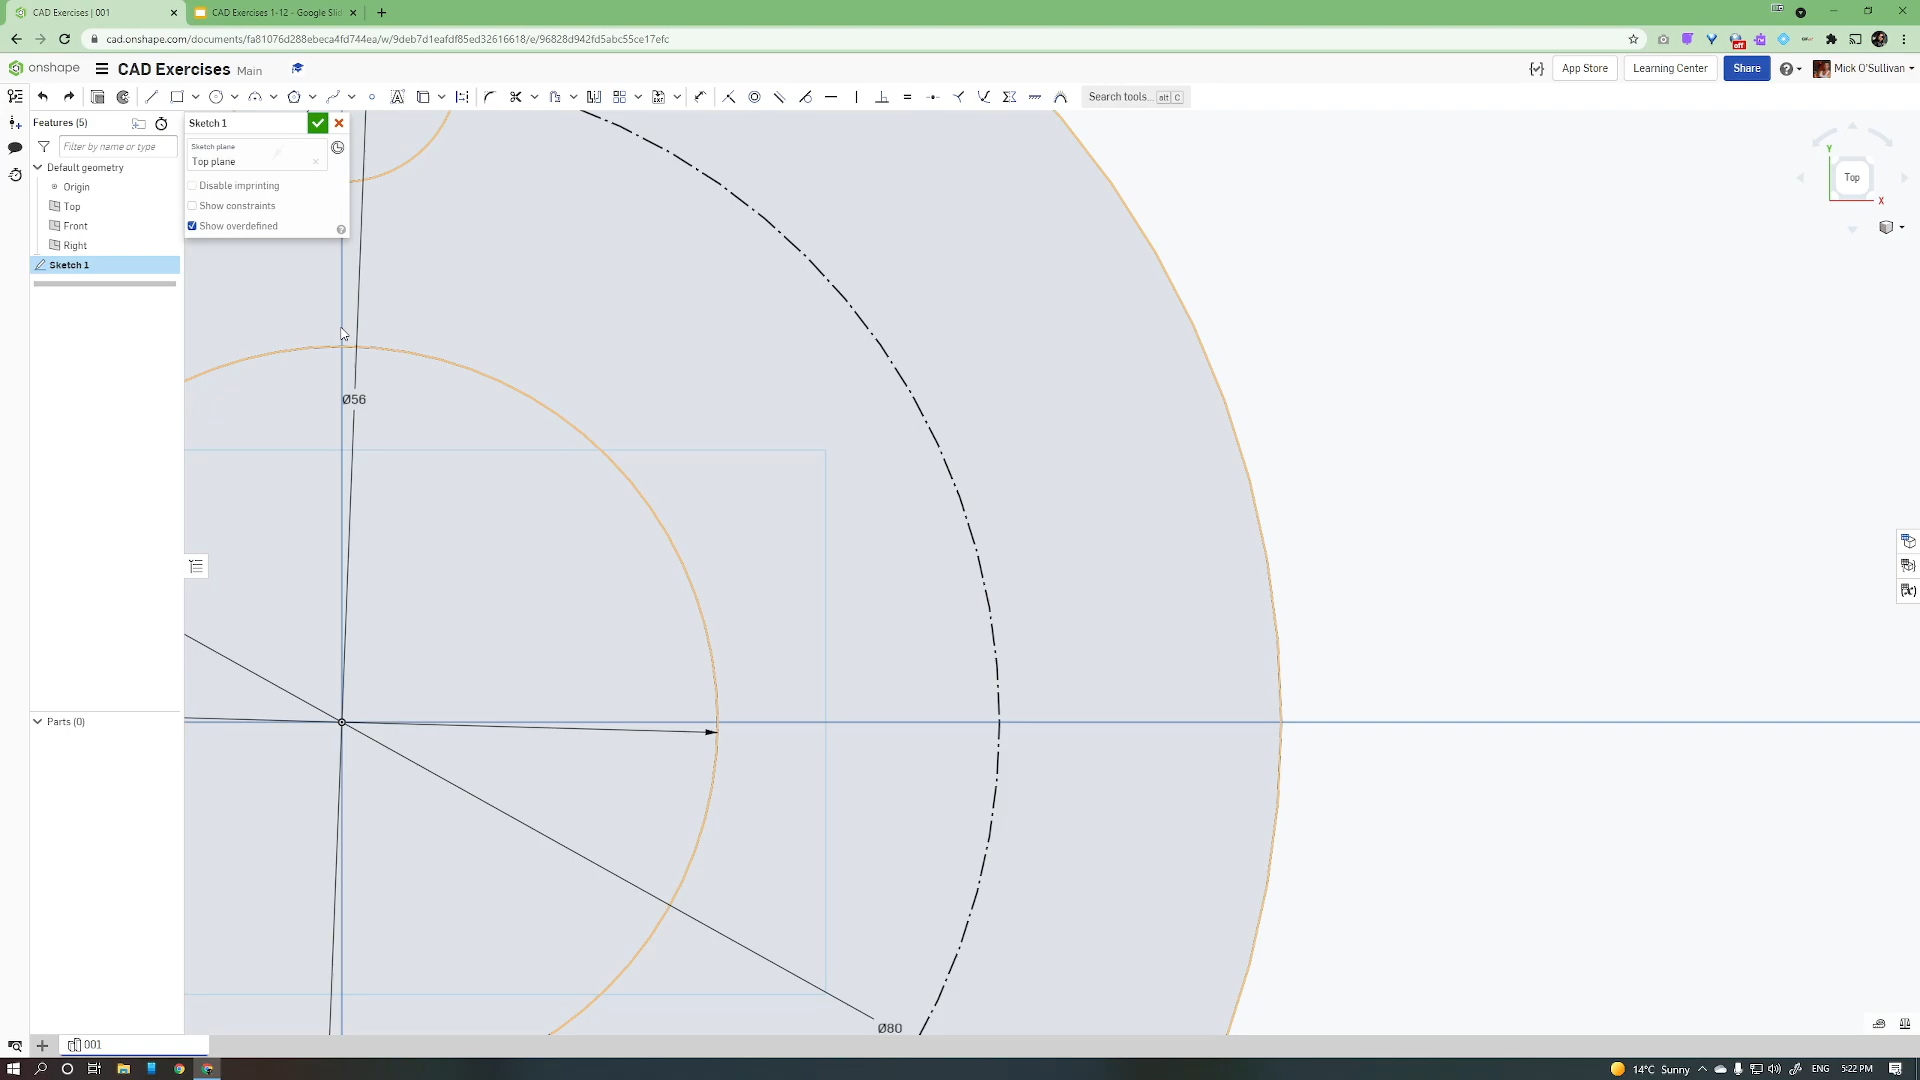 CAD Exercises | 001
CAD Exercises 1-12 - Google Slid
cad.onshape.com/documents/fa81076d288ebeca4fd744ea/w/9deb7d1eafdf85ed32616618/e/96828d942fd5abc55ce17efc
off
onshape
CAD Exercises Main
App Store
Learning Center
Share
Mick O'Sullivan
Search tools... alt C
Features (5)
Filter by name or type
Default geometry
Origin
Top
Front
Right
Sketch 1
Parts (0)
Sketch 1
Sketch plane
Top plane
Disable imprinting
Show constraints
Show overdefined
Ø56
Ø80
Y
Top
X
001
14°C Sunny
ENG
5:22 PM